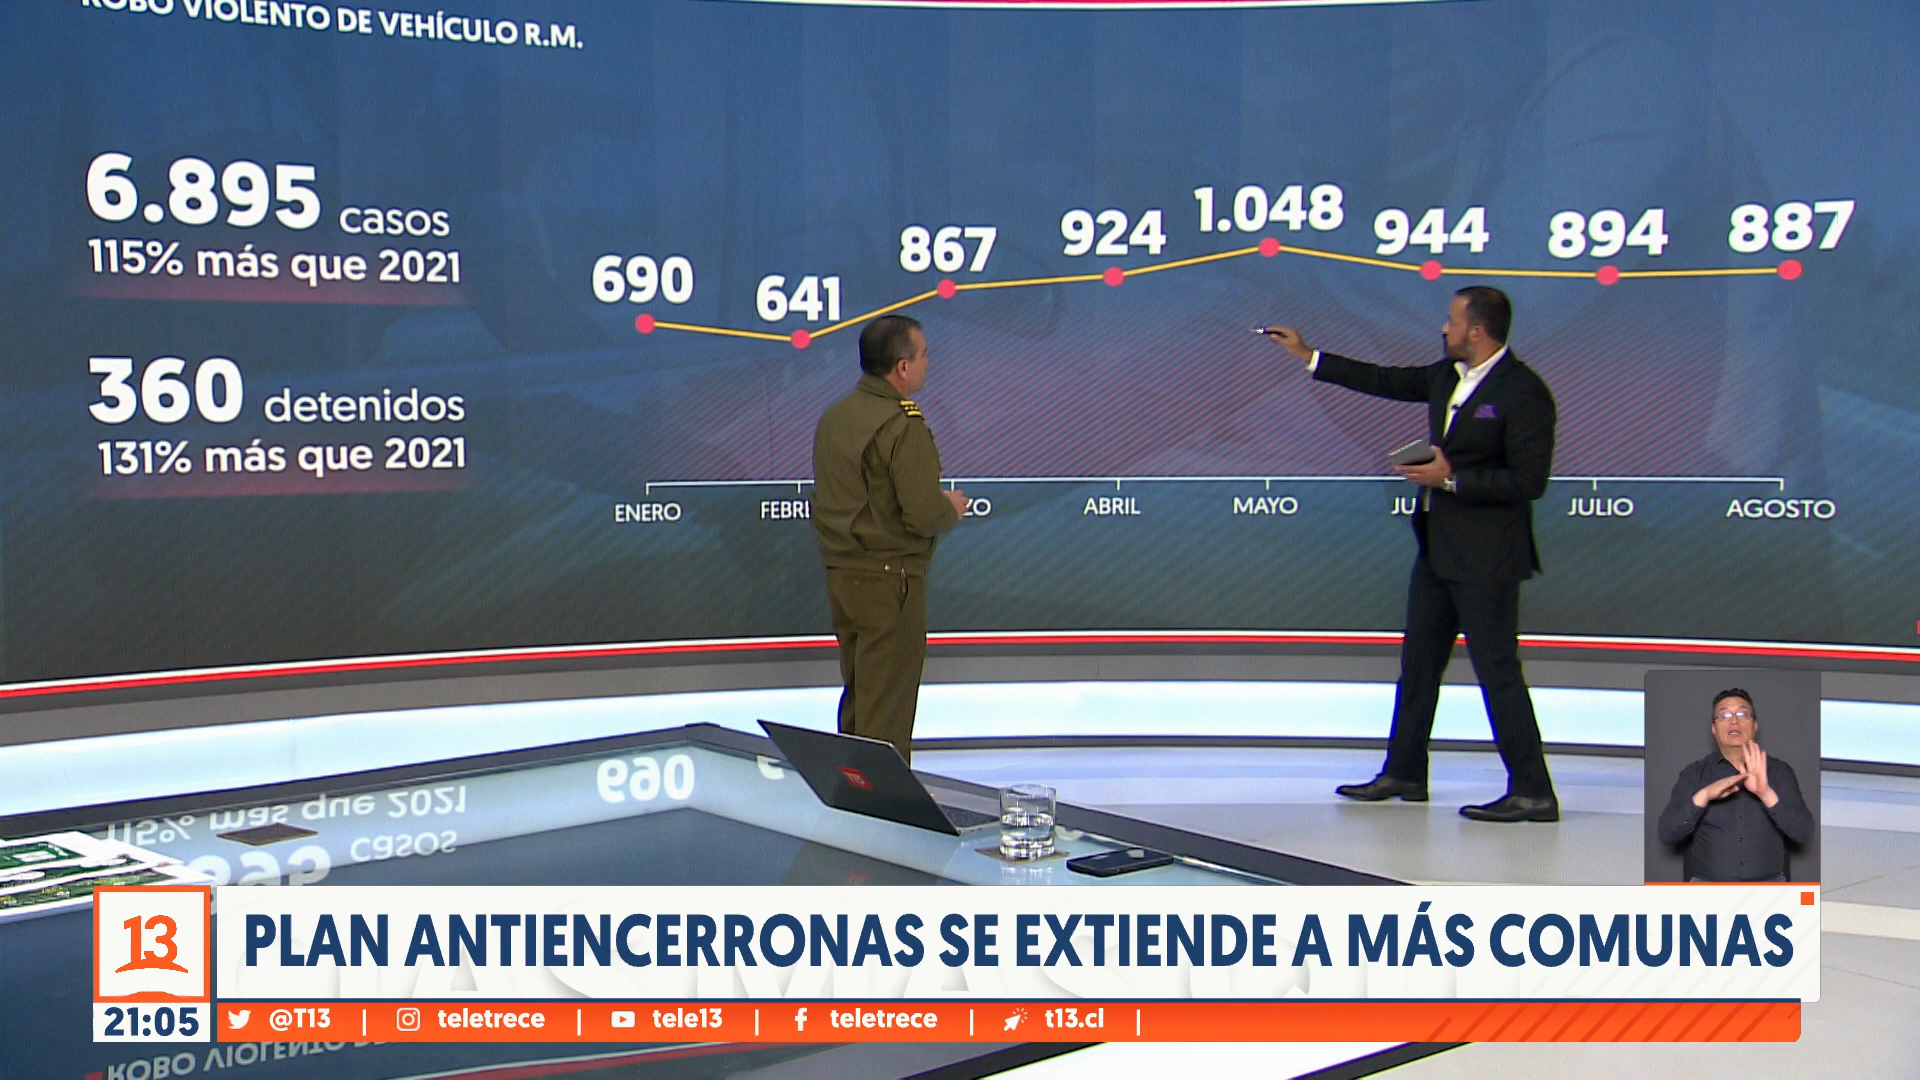 ROBO VIOLENTO DE VEHÍCULO R.M.
6.895 casos
115% más que 2021
360 detenidos
131% más que 2021
690
641
867
924
1.048
944
894
887
ENERO
ABRIL
MAYO
JULIO
AGOSTO
T13
13
PLAN ANTIENCERRONAS SE EXTIENDE A MÁS COMUNAS
21:05
@T13 | teletrece | tele13 | teletrece | t13.cl |